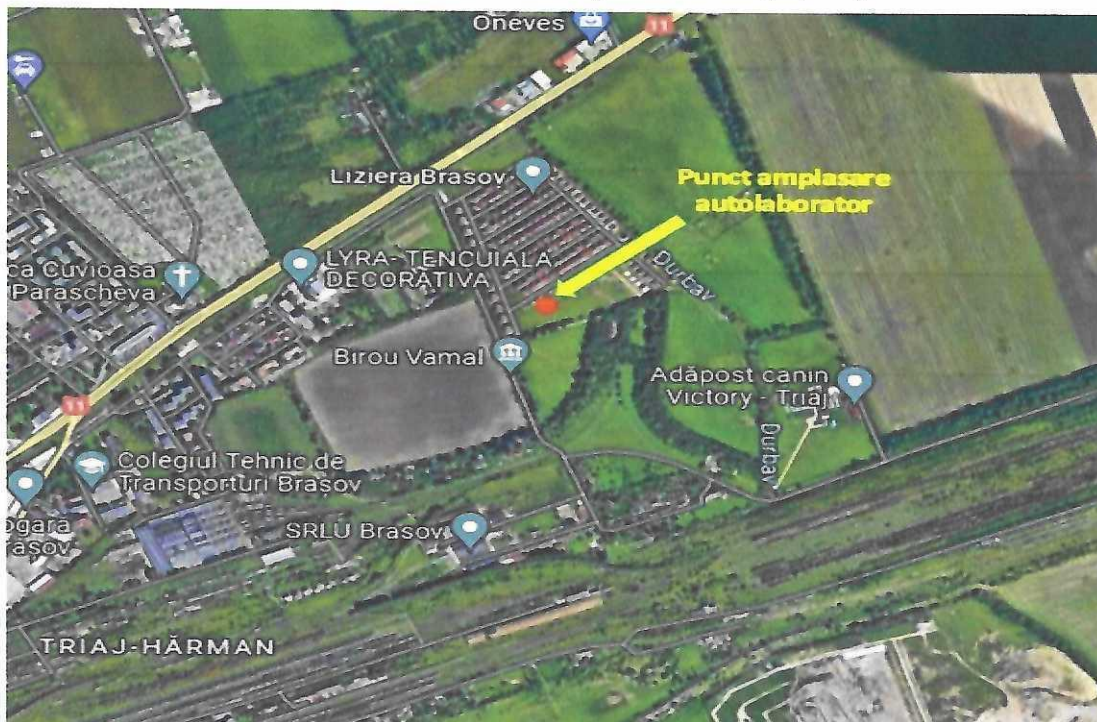 Oneves
11
Liziera Brașov
Punct amplasare
autolaborator
LYRA- TENCUIALA
DECORATIVA
ca Cuvioasa
Parascheva
Durbav
Birou Vamal
Adăpost canin
Victory - Triaj
11
Durbav
Colegiul Tehnic de
Transporturi Brașov
ogara
rașov
SRLU Brasov
TRIAJ-HĂRMAN